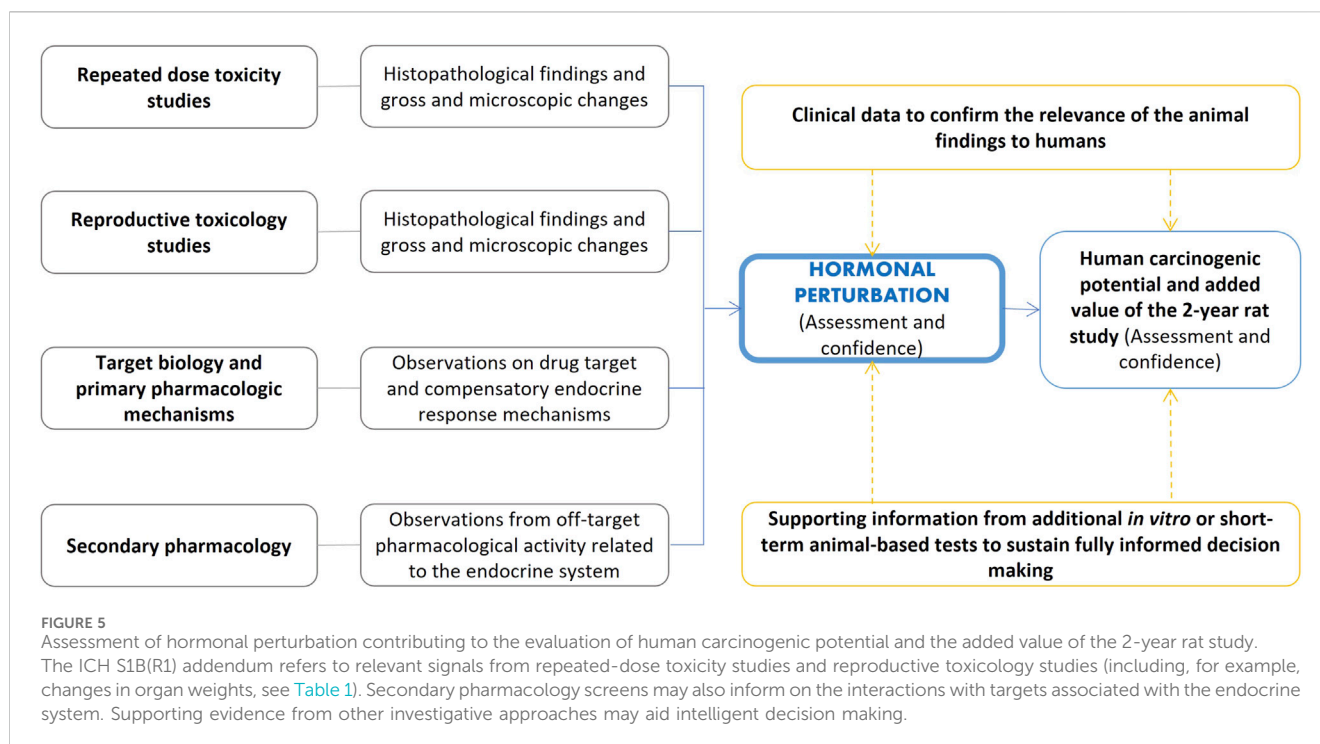 Repeated dose toxicity
studies
Histopathological findings and
gross and microscopic changes
Clinical data to confirm the relevance of the animal
findings to humans
Reproductive toxicology
studies
Histopathological findings and
gross and microscopic changes
HORMONAL
PERTURBATION
(Assessment and
confidence)
Human carcinogenic
potential and added
value of the 2-year rat
study (Assessment and
confidence)
Target biology and
primary pharmacologic
mechanisms
Observations on drug target
and compensatory endocrine
response mechanisms
Secondary pharmacology
Observations from off-target
pharmacological activity related
to the endocrine system
Supporting information from additional in vitro or short-
term animal-based tests to sustain fully informed decision
making
FIGURE 5
Assessment of hormonal perturbation contributing to the evaluation of human carcinogenic potential and the added value of the 2-year rat study.
The ICH S1B(R1) addendum refers to relevant signals from repeated-dose toxicity studies and reproductive toxicology studies (including, for example,
changes in organ weights, see Table 1). Secondary pharmacology screens may also inform on the interactions with targets associated with the endocrine
system. Supporting evidence from other investigative approaches may aid intelligent decision making.